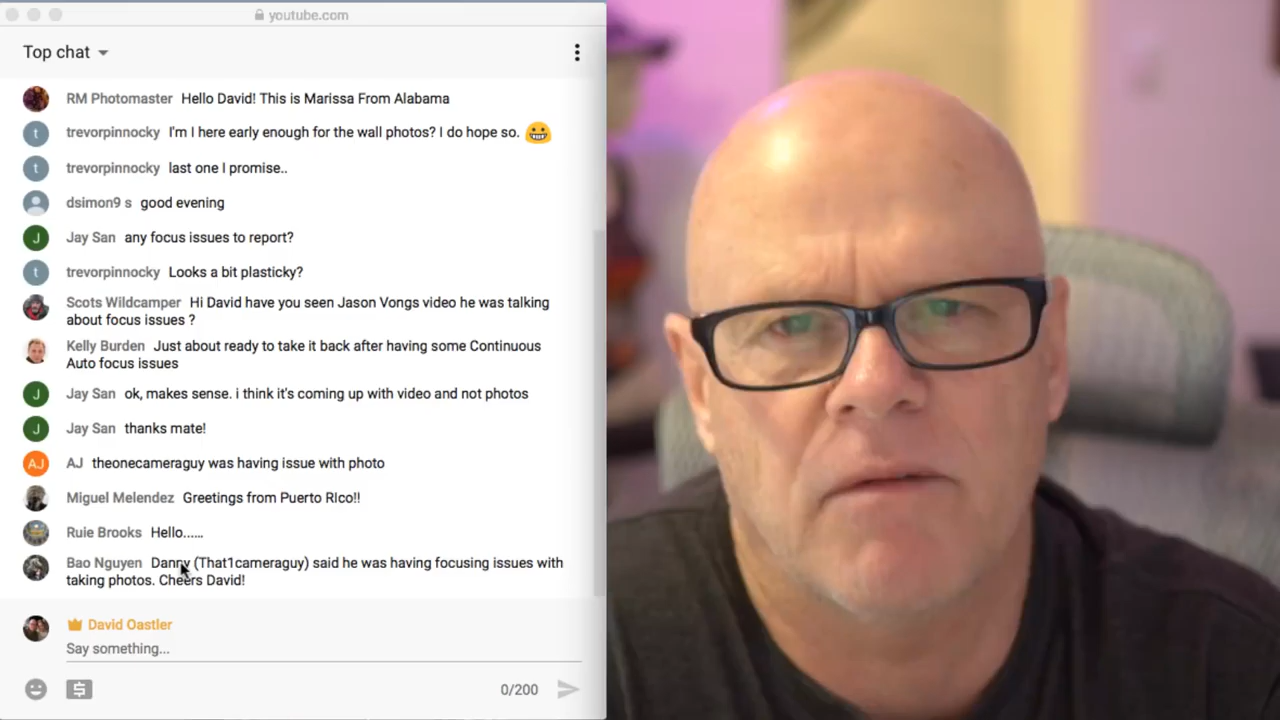 youtube.com
Top chat
RM Photomaster Hello David! This is Marissa From Alabama
trevorpinnocky I'm I here early enough for the wall photos? I do hope so.
trevorpinnocky last one I promise..
dsimon9 s good evening
Jay San any focus issues to report?
trevorpinnocky Looks a bit plasticky?
Scots Wildcamper Hi David have you seen Jason Vongs video he was talking
about focus issues ?
Kelly Burden Just about ready to take it back after having some Continuous
Auto focus issues
Jay San ok, makes sense. i think it's coming up with video and not photos
Jay San thanks mate!
AJ AJ theonecameraguy was having issue with photo
Miguel Melendez Greetings from Puerto RIco!!
Ruie Brooks Hello......
Bao Nguyen Danny (That1cameraguy) said he was having focusing issues with
taking photos. Cheers David!
David Oastler
Say something...
0/200